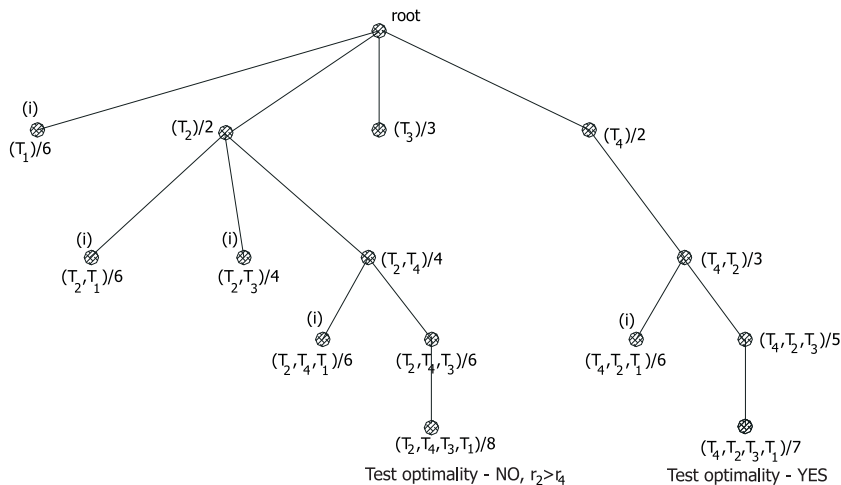 root
(i)
(T₁)/6
(T₂)/2
(T₃)/3
(T₄)/2
(i)
(T₂,T₁)/6
(i)
(T₂,T₃)/4
(T₂,T₄)/4
(T₄,T₂)/3
(i)
(T₂,T₄,T₁)/6
(T₂,T₄,T₃)/6
(i)
(T₄,T₂,T₁)/6
(T₄,T₂,T₃)/5
(T₂,T₄,T₃,T₁)/8
Test optimality - NO, r₂>r₄
(T₄,T₂,T₃,T₁)/7
Test optimality - YES